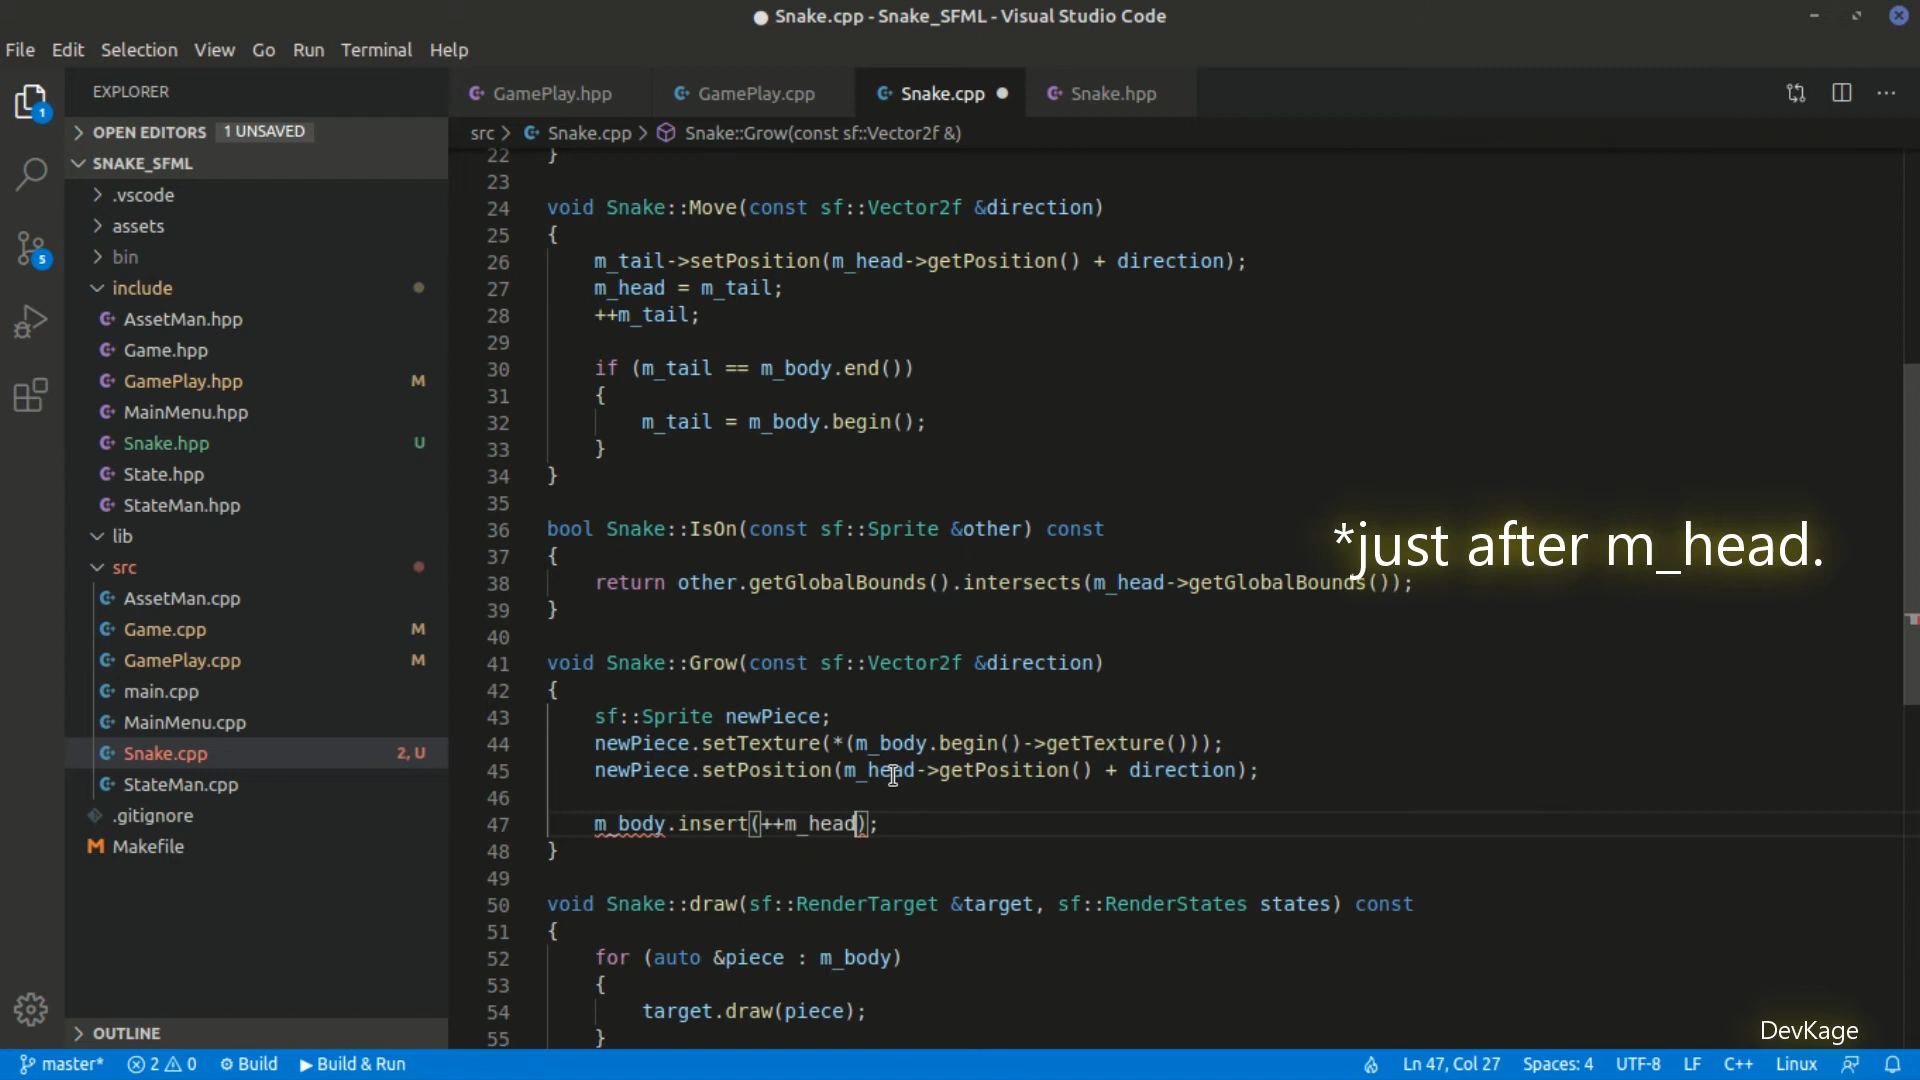 Snake.cpp - Snake_SFML - Visual Studio Code
File Edit Selection View Go Run Terminal Help
EXPLORER
GamePlay.hpp GamePlay.cpp Snake.cpp Snake.hpp
OPEN EDITORS 1 UNSAVED
src > Snake.cpp > Snake::Grow(const sf::Vector2f &)
SNAKE_SFML
.vscode
assets
bin
include
AssetMan.hpp
Game.hpp
GamePlay.hpp M
MainMenu.hpp
Snake.hpp U
State.hpp
StateMan.hpp
lib
src
AssetMan.cpp
Game.cpp M
GamePlay.cpp M
main.cpp
MainMenu.cpp
Snake.cpp 2, U
StateMan.cpp
.gitignore
Makefile
OUTLINE
1
5
22 }
23
24 void Snake::Move(const sf::Vector2f &direction)
25 {
26 m_tail->setPosition(m_head->getPosition() + direction);
27 m_head = m_tail;
28 ++m_tail;
29
30 if (m_tail == m_body.end())
31 {
32 m_tail = m_body.begin();
33 }
34 }
35
36 bool Snake::IsOn(const sf::Sprite &other) const
37 {
38 return other.getGlobalBounds().intersects(m_head->getGlobalBounds());
39 }
40
41 void Snake::Grow(const sf::Vector2f &direction)
42 {
43 sf::Sprite newPiece;
44 newPiece.setTexture(*(m_body.begin()->getTexture()));
45 newPiece.setPosition(m_head->getPosition() + direction);
46
47 m_body.insert(++m_head);
48 }
49
50 void Snake::draw(sf::RenderTarget &target, sf::RenderStates states) const
51 {
52 for (auto &piece : m_body)
53 {
54 target.draw(piece);
55 }
*just after m_head.
DevKage
master* 2 0 Build Build & Run Ln 47, Col 27 Spaces: 4 UTF-8 LF C++ Linux